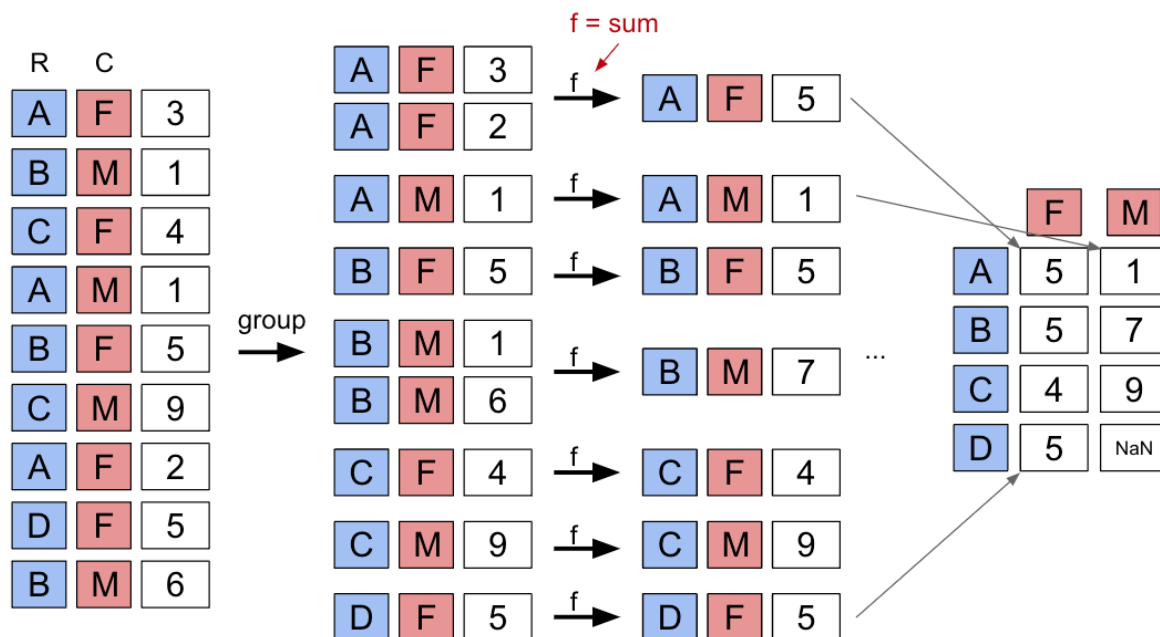 f = sum
R C
A F 3
B M 1
C F 4
A M 1
B F 5
C M 9
A F 2
D F 5
B M 6
group
A F 3
A F 2
A M 1
B F 5
B M 1
B M 6
C F 4
C M 9
D F 5
f
f
f
f
f
f
f
A F 5
A M 1
B F 5
B M 7
C F 4
C M 9
D F 5
...
F M
A 5 1
B 5 7
C 4 9
D 5 NaN